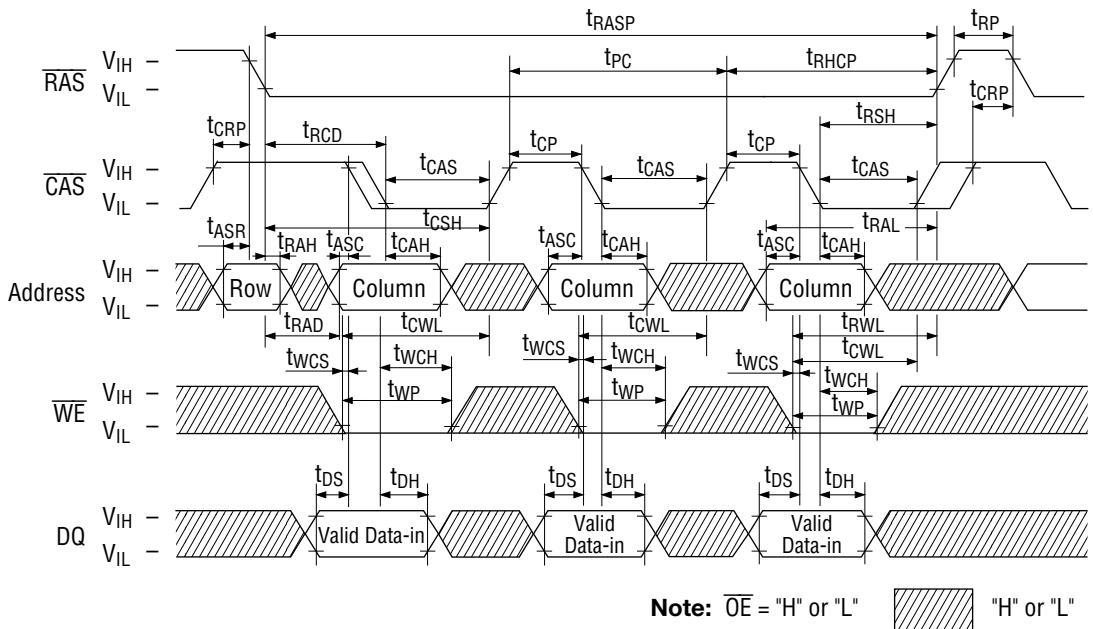 tRASP
tRP
RAS
VIH –
VIL –
tPC
tRHCP
tCRP
tRCD
tRSH
tCRP
CAS
VIH –
VIL –
tCAS
tCP
tCAS
tCP
tCAS
tCSH
tRAL
tASR
tRAH
tASC
tCAH
tASC
tCAH
tASC
tCAH
Address
VIH –
VIL –
Row
Column
Column
Column
tRAD
tCWL
tCWL
tRWL
tCWL
tWCS
tWCH
tWCS
tWCH
tWCS
tWCH
WE
VIH –
VIL –
tWP
tWP
tWP
tDS
tDH
tDS
tDH
tDS
tDH
DQ
VIH –
VIL –
Valid Data-in
Valid
Data-in
Valid
Data-in
Note: OE = "H" or "L"
"H" or "L"